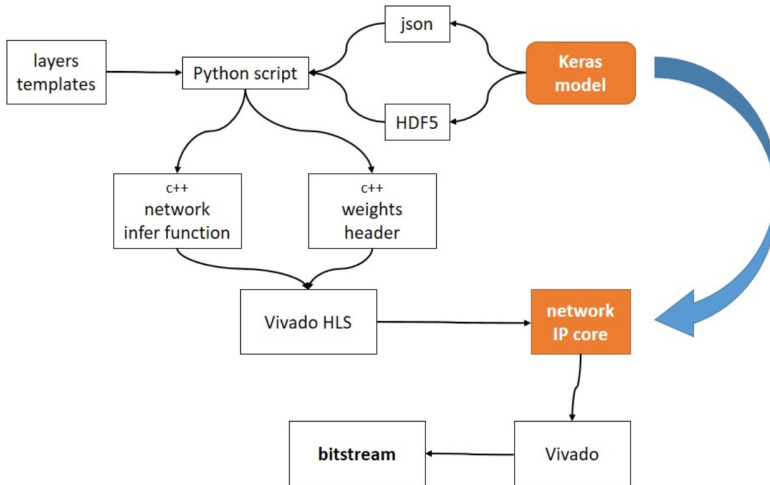 json
layers
templates
Python script
Keras
model
HDF5
c++
network
infer function
c++
weights
header
Vivado HLS
network
IP core
bitstream
Vivado